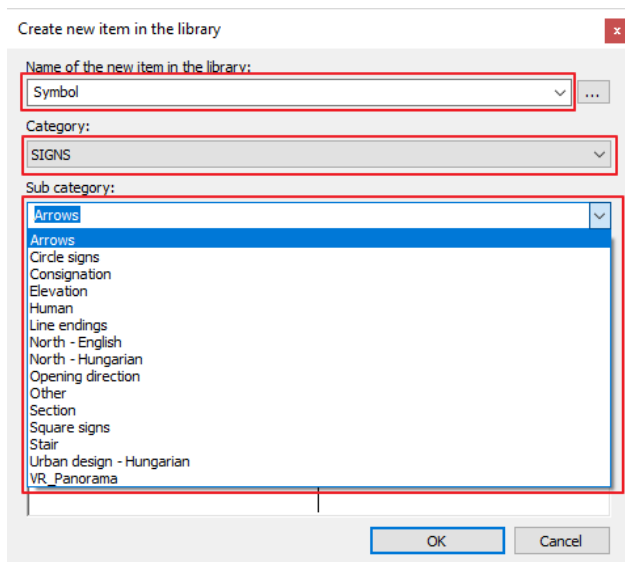 Create new item in the library
x
Name of the new item in the library:
Symbol
...
Category:
SIGNS
Sub category:
Arrows
Arrows
Circle signs
Consignation
Elevation
Human
Line endings
North - English
North - Hungarian
Opening direction
Other
Section
Square signs
Stair
Urban design - Hungarian
VR_Panorama
OK Cancel